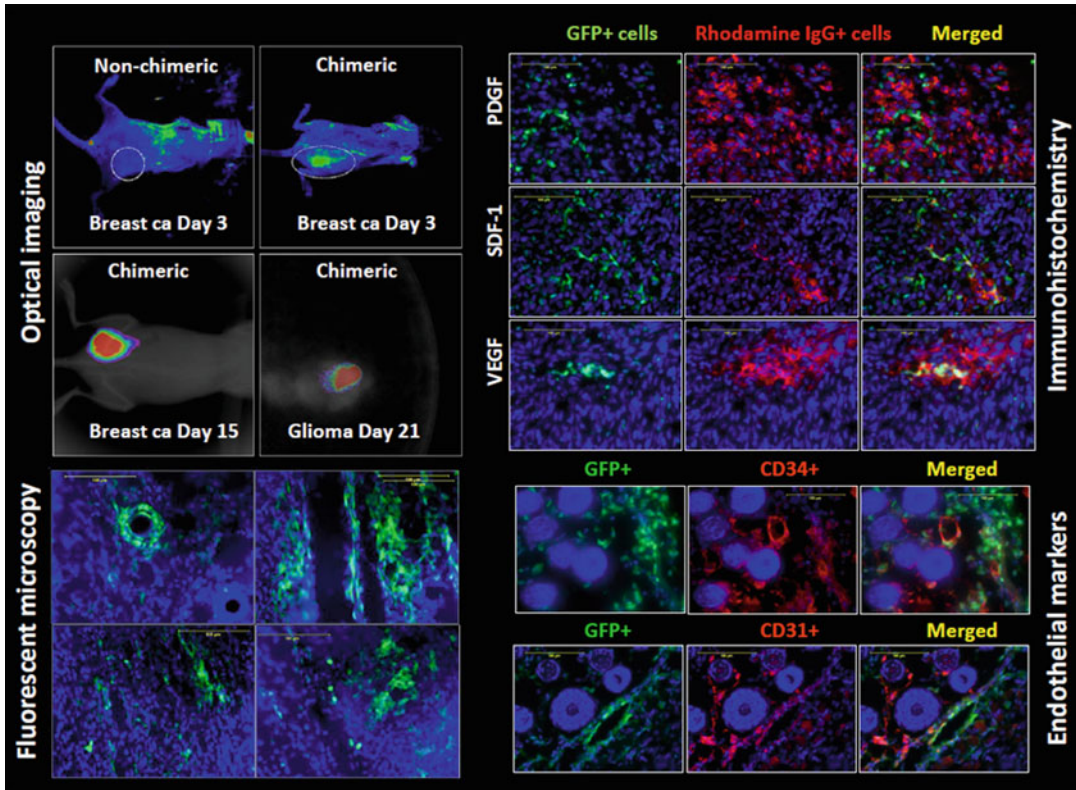 Optical imaging
Non-chimeric
Chimeric
Breast ca Day 3
Breast ca Day 3
Chimeric
Chimeric
Breast ca Day 15
Glioma Day 21
Fluorescent microscopy
GFP+ cells
Rhodamine IgG+ cells
Merged
PDGF
SDF-1
VEGF
Immunohistochemistry
GFP+
CD34+
Merged
GFP+
CD31+
Merged
Endothelial markers